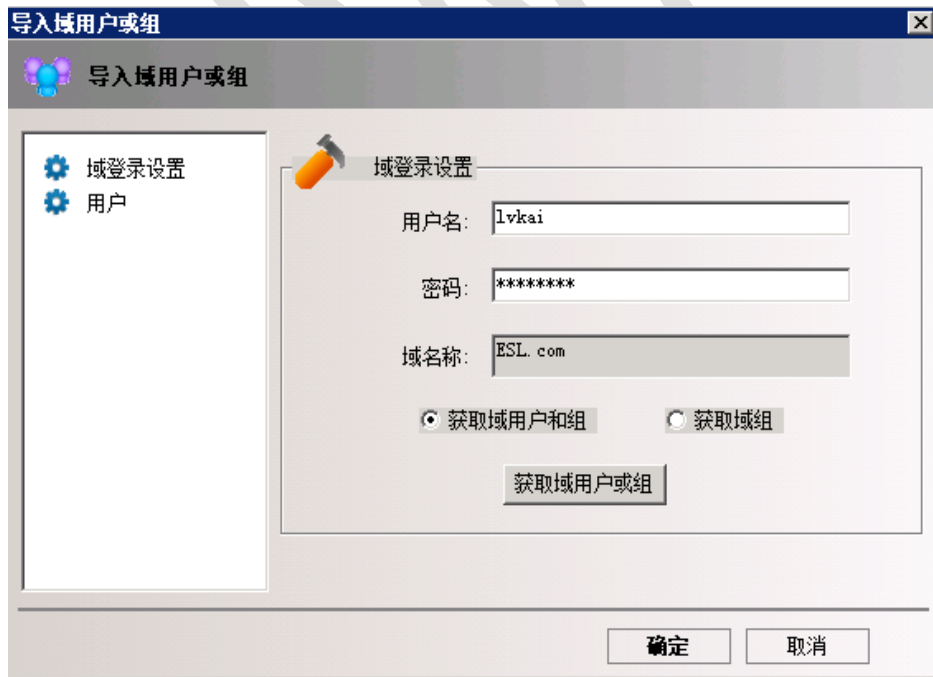 导入域用户或组
导入域用户或组
域登录设置
用户
域登录设置
用户名: lvkai
密码: ********
域名称: ESL.com
获取域用户和组 获取域组
获取域用户或组
确定 取消